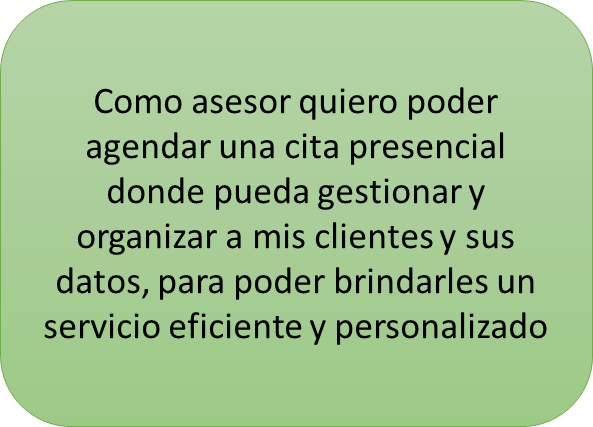 Como asesor quiero poder
agendar una cita presencial
donde pueda gestionar y
organizar a mis clientes y sus
datos, para poder brindarles un
servicio eficiente y personalizado